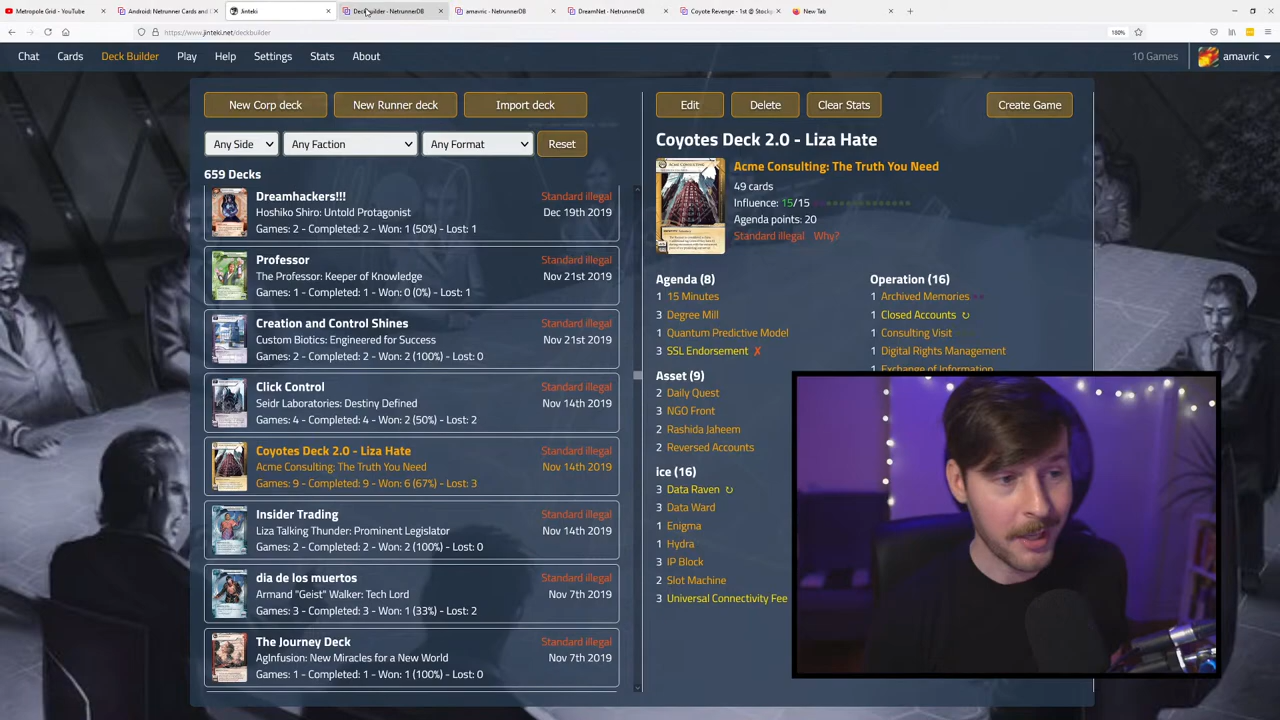 Metropole Grid - YouTube
Android: Netrunner Cards and
Jinteki
Deckbuilder · NetrunnerDB
amavric · NetrunnerDB
DreamNet · NetrunnerDB
Coyote Revenge - 1st @ Stockp
New Tab
https://www.jinteki.net/deckbuilder
180%
Chat Cards Deck Builder Play Help Settings Stats About
10 Games
amavric
New Corp deck
New Runner deck
Import deck
Any Side
Any Faction
Any Format
Reset
659 Decks
Dreamhackers!!! Standard illegal
Hoshiko Shiro: Untold Protagonist Dec 19th 2019
Games: 2 - Completed: 2 - Won: 1 (50%) - Lost: 1
Professor Standard illegal
The Professor: Keeper of Knowledge Nov 21st 2019
Games: 1 - Completed: 1 - Won: 0 (0%) - Lost: 1
Creation and Control Shines Standard illegal
Custom Biotics: Engineered for Success Nov 21st 2019
Games: 2 - Completed: 2 - Won: 2 (100%) - Lost: 0
Click Control Standard illegal
Seidr Laboratories: Destiny Defined Nov 14th 2019
Games: 4 - Completed: 4 - Won: 2 (50%) - Lost: 2
Coyotes Deck 2.0 - Liza Hate Standard illegal
Acme Consulting: The Truth You Need Nov 14th 2019
Games: 9 - Completed: 9 - Won: 6 (67%) - Lost: 3
Insider Trading Standard illegal
Liza Talking Thunder: Prominent Legislator Nov 14th 2019
Games: 2 - Completed: 2 - Won: 2 (100%) - Lost: 0
dia de los muertos Standard illegal
Armand "Geist" Walker: Tech Lord Nov 7th 2019
Games: 3 - Completed: 3 - Won: 1 (33%) - Lost: 2
The Journey Deck Standard illegal
AgInfusion: New Miracles for a New World Nov 7th 2019
Games: 1 - Completed: 1 - Won: 1 (100%) - Lost: 0
Edit
Delete
Clear Stats
Create Game
Coyotes Deck 2.0 - Liza Hate
Acme Consulting: The Truth You Need
49 cards
Influence: 15/15
Agenda points: 20
Standard illegal Why?
Agenda (8)
1 15 Minutes
3 Degree Mill
1 Quantum Predictive Model
3 SSL Endorsement ✗
Asset (9)
2 Daily Quest
3 NGO Front
2 Rashida Jaheem
2 Reversed Accounts
ice (16)
3 Data Raven ↻
3 Data Ward
1 Enigma
1 Hydra
3 IP Block
2 Slot Machine
3 Universal Connectivity Fee
Operation (16)
1 Archived Memories
1 Closed Accounts ↻
1 Consulting Visit
1 Digital Rights Management
1 Exchange of Information